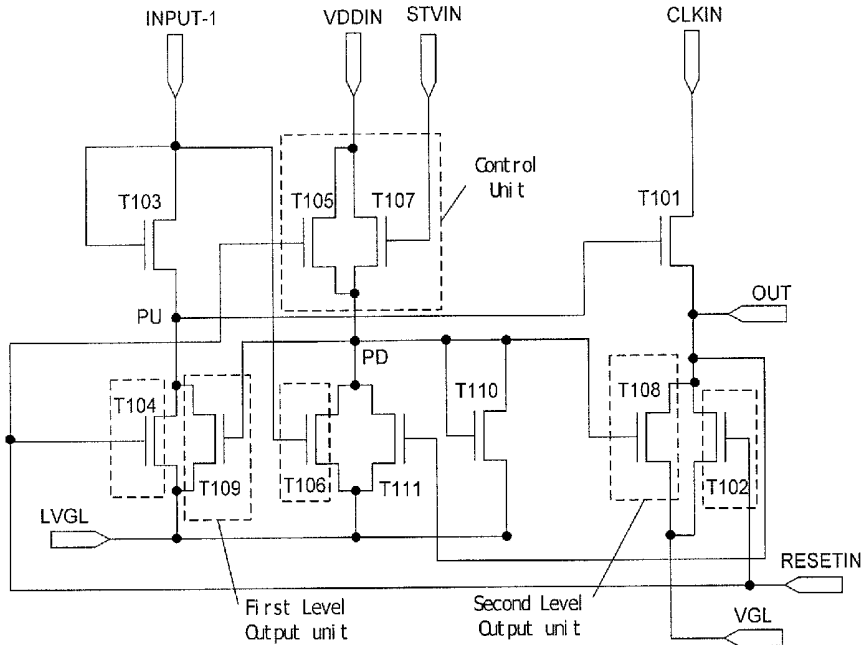 INPUT-1
VDDIN
STVIN
CLKIN
Control
Unit
T103
T105
T107
T101
OUT
PU
PD
T104
T109
T106
T111
T110
T108
T102
LVGL
RESETIN
First Level
Output unit
Second Level
Output unit
VGL